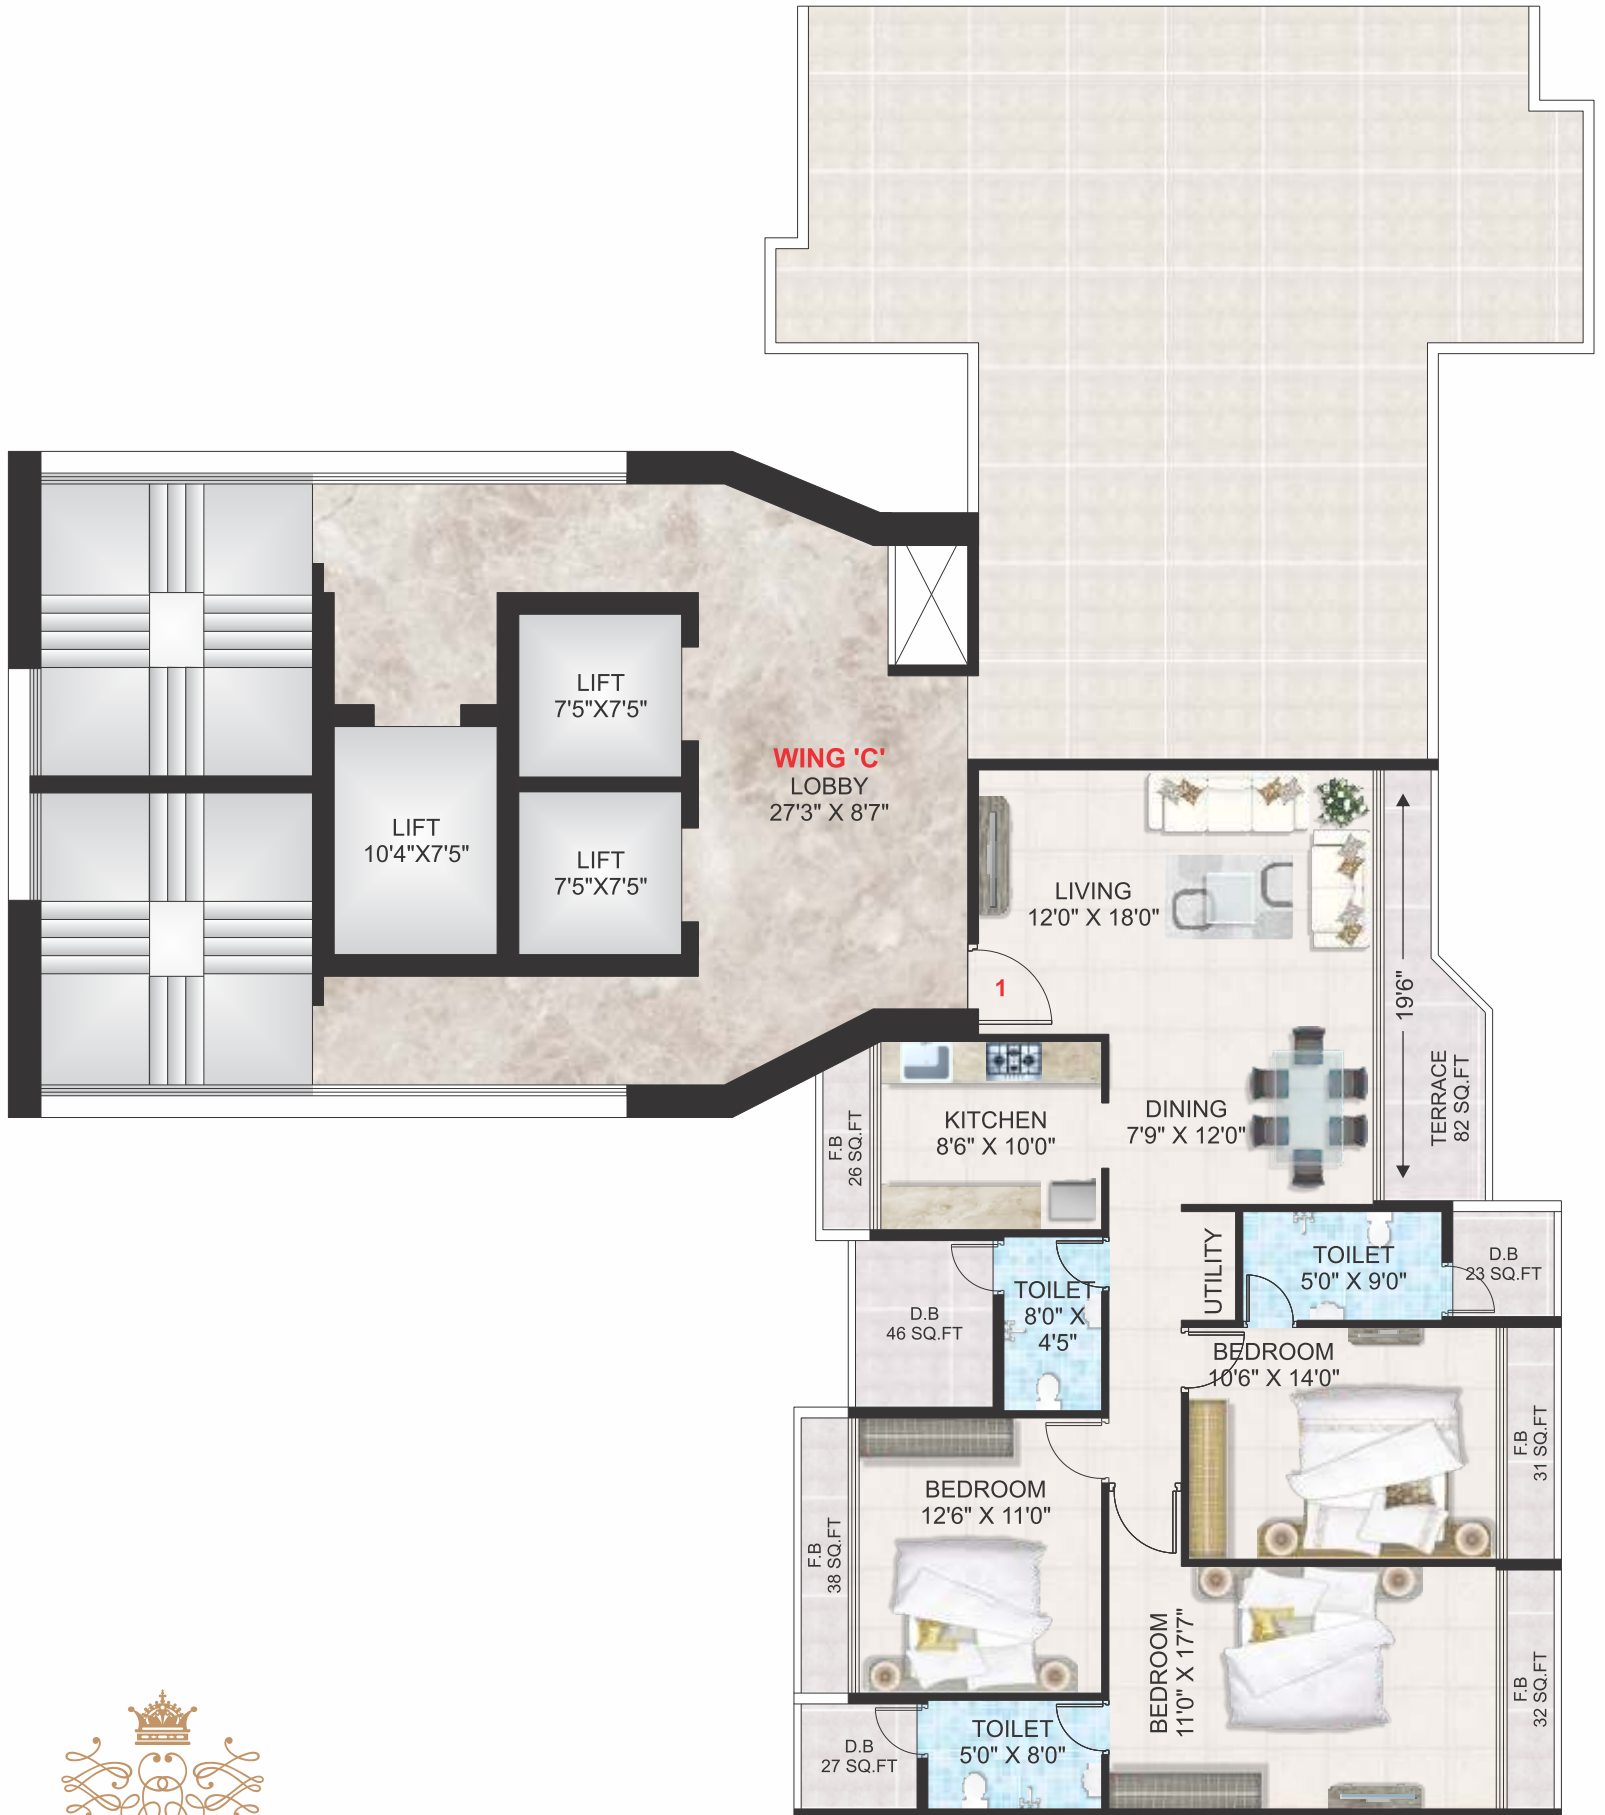 LIFT
7'5"X7'5"
WING 'C'
LOBBY
27'3" X 8'7"
LIFT
10'4"X7'5"
LIFT
7'5"X7'5"
LIVING
12'0" X 18'0"
1
19'6"
TERRACE
82 SQ.FT
KITCHEN
8'6" X 10'0"
DINING
7'9" X 12'0"
F.B
26 SQ.FT
UTILITY
TOILET
5'0" X 9'0"
D.B
23 SQ.FT
TOILET
8'0" X
4'5"
D.B
46 SQ.FT
BEDROOM
10'6" X 14'0"
F.B
31 SQ.FT
BEDROOM
12'6" X 11'0"
F.B
38 SQ.FT
BEDROOM
11'0" X 17'7"
F.B
32 SQ.FT
TOILET
5'0" X 8'0"
D.B
27 SQ.FT